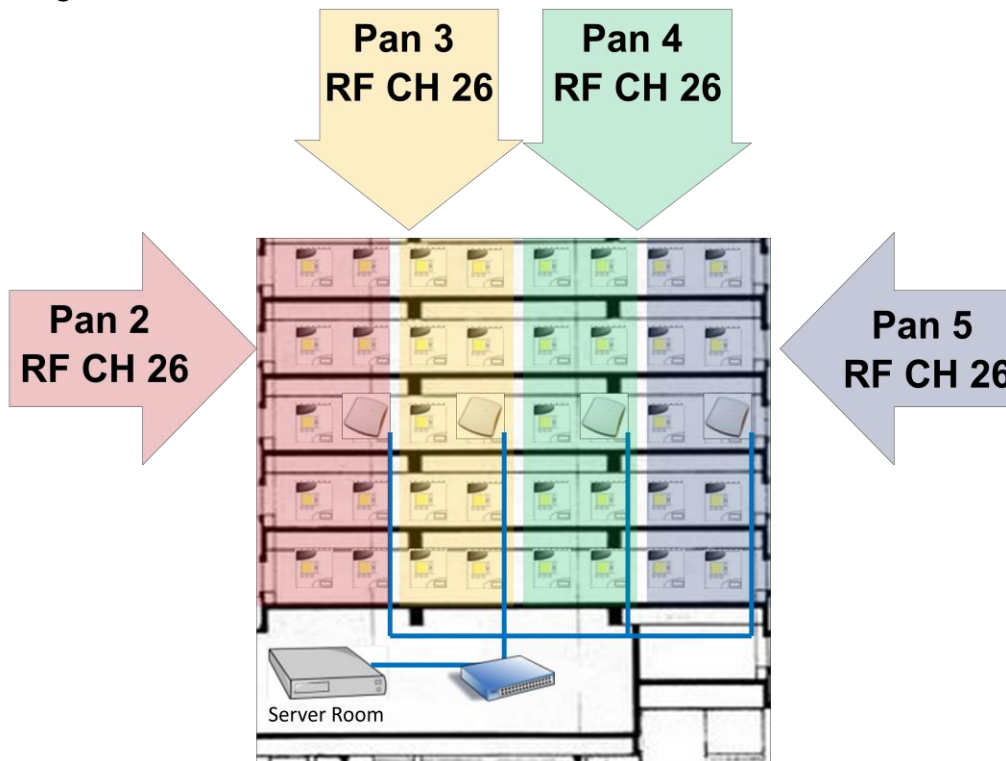 Pan 3
RF CH 26
Pan 4
RF CH 26
Pan 2
RF CH 26
Pan 5
RF CH 26
Server Room